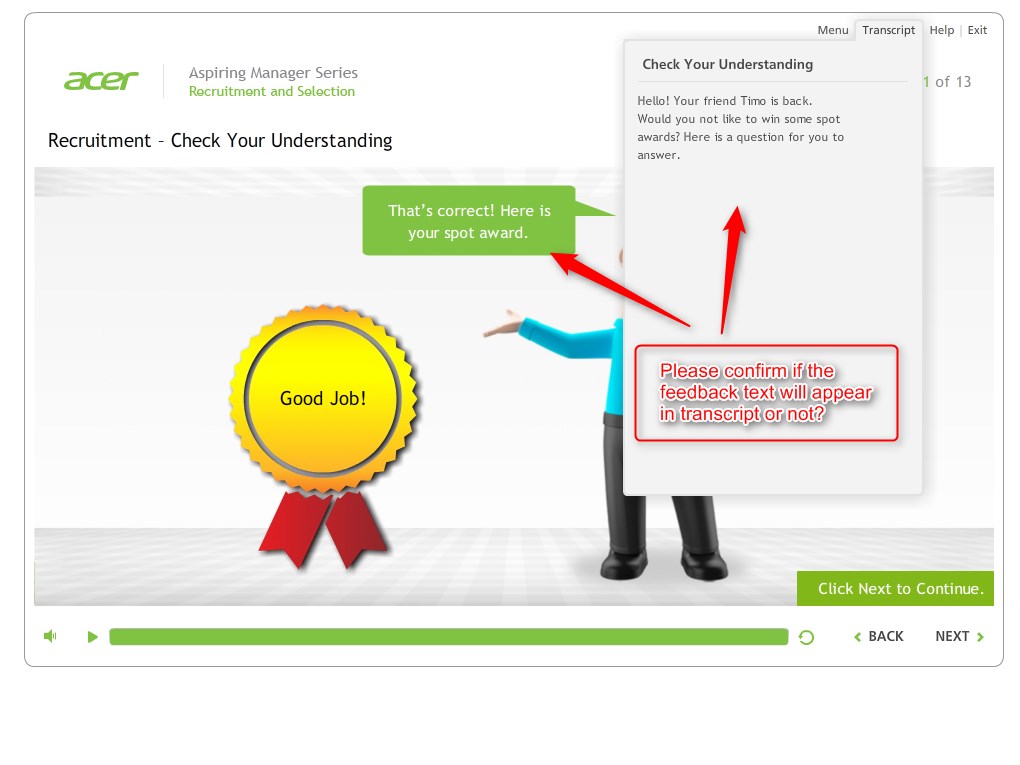 Menu Transcript Help | Exit
acer
Aspiring Manager Series
Recruitment and Selection
Check Your Understanding
1 of 13
Hello! Your friend Timo is back.
Would you not like to win some spot
awards? Here is a question for you to
answer.
Recruitment – Check Your Understanding
That's correct! Here is
your spot award.
Good Job!
Please confirm if the
feedback text will appear
in transcript or not?
Click Next to Continue.
BACK NEXT